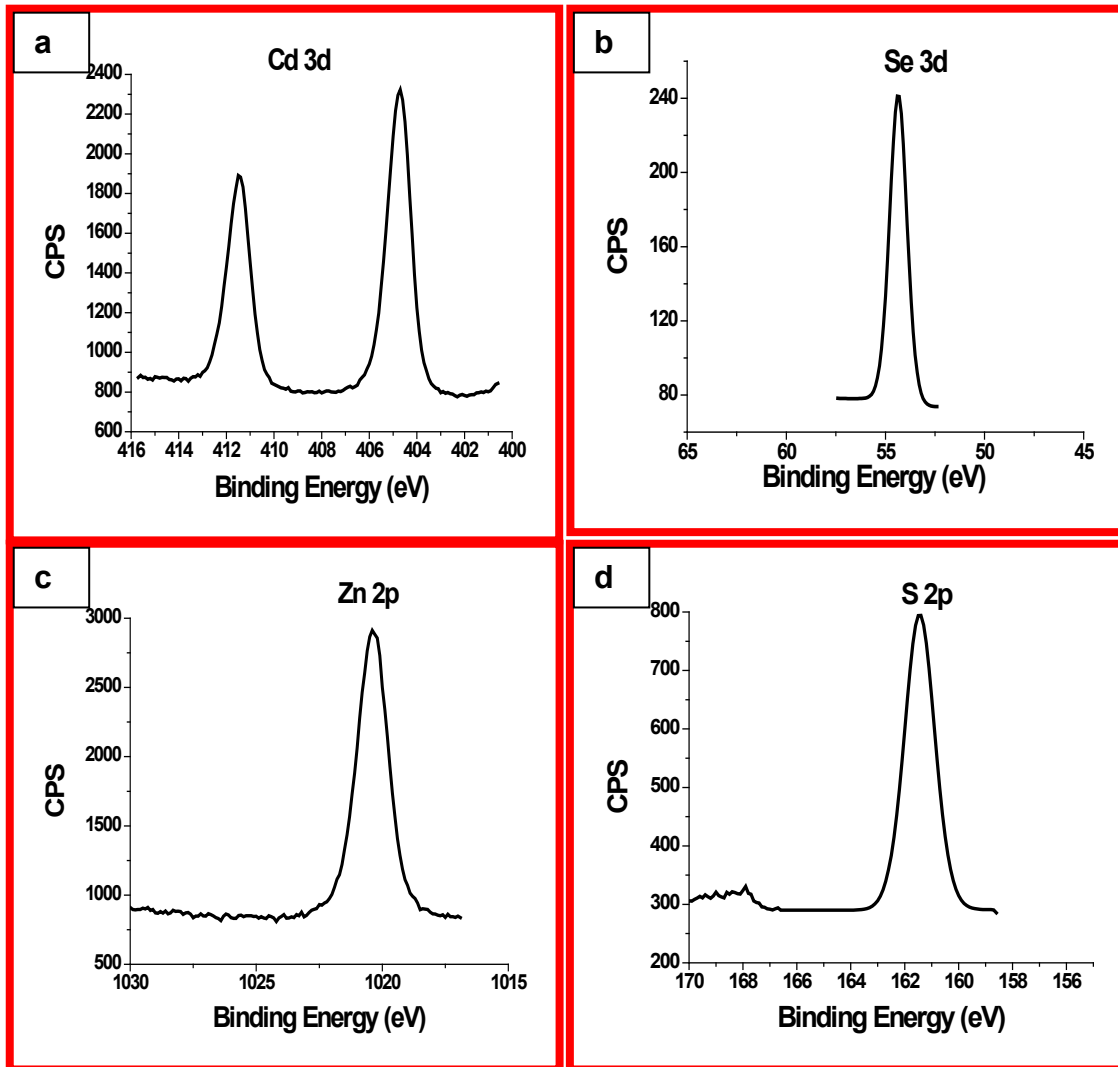 a
Cd 3d
2400
2200
2000
1800
1600
1400
1200
1000
800
600
CPS
416 414 412 410 408 406 404 402 400
Binding Energy (eV)
b
Se 3d
240
200
160
120
80
CPS
65 60 55 50 45
Binding Energy (eV)
c
Zn 2p
3000
2500
2000
1500
1000
500
CPS
1030 1025 1020 1015
Binding Energy (eV)
d
S 2p
800
700
600
500
400
300
200
CPS
170 168 166 164 162 160 158 156
Binding Energy (eV)